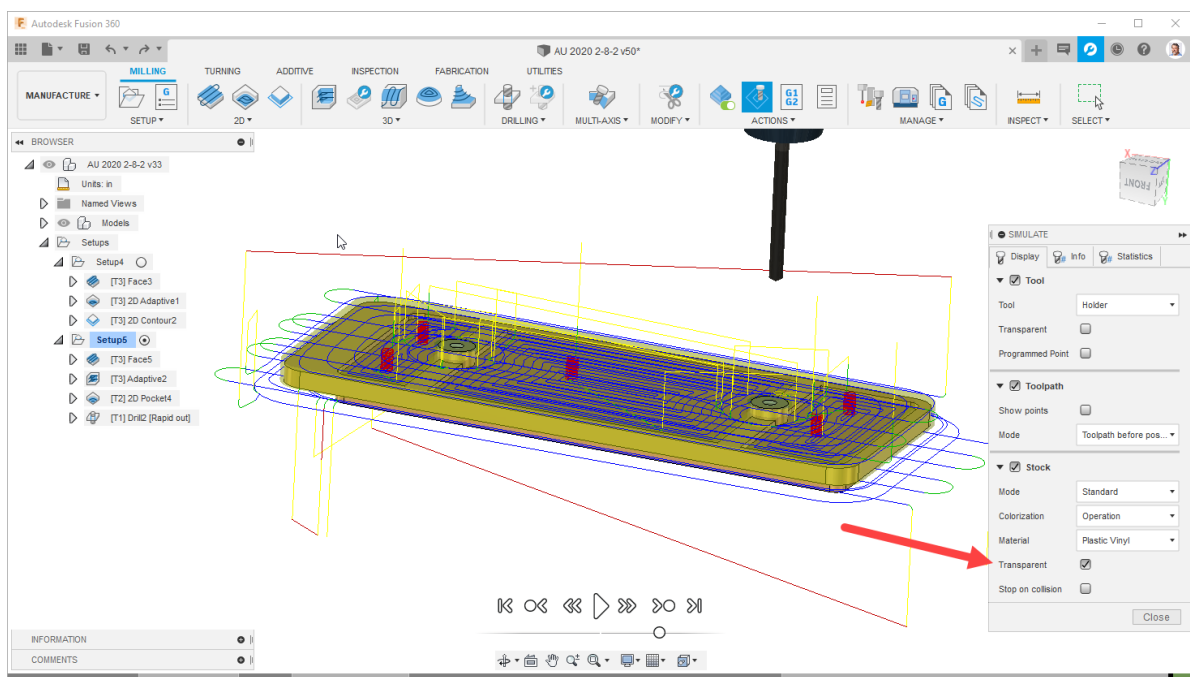 Autodesk Fusion 360
AU 2020 2-8-2 v50*
MILLING TURNING ADDITIVE INSPECTION FABRICATION UTILITIES
MANUFACTURE
G
G1
G2
G
SETUP 2D 3D DRILLING MULTI-AXIS MODIFY ACTIONS MANAGE INSPECT SELECT
BROWSER
AU 2020 2-8-2 v33
Units: in
Named Views
Models
Setups
Setup4
[T3] Face3
[T3] 2D Adaptive1
[T3] 2D Contour2
Setup5
[T3] Face5
[T3] Adaptive2
[T2] 2D Pocket4
[T1] Drill2 [Rapid out]
X
Z
FRONT
Y
SIMULATE
Display Info Statistics
Tool
Tool Holder
Transparent
Programmed Point
Toolpath
Show points
Mode Toolpath before pos...
Stock
Mode Standard
Colorization Operation
Material Plastic Vinyl
Transparent
Stop on collision
Close
INFORMATION
COMMENTS